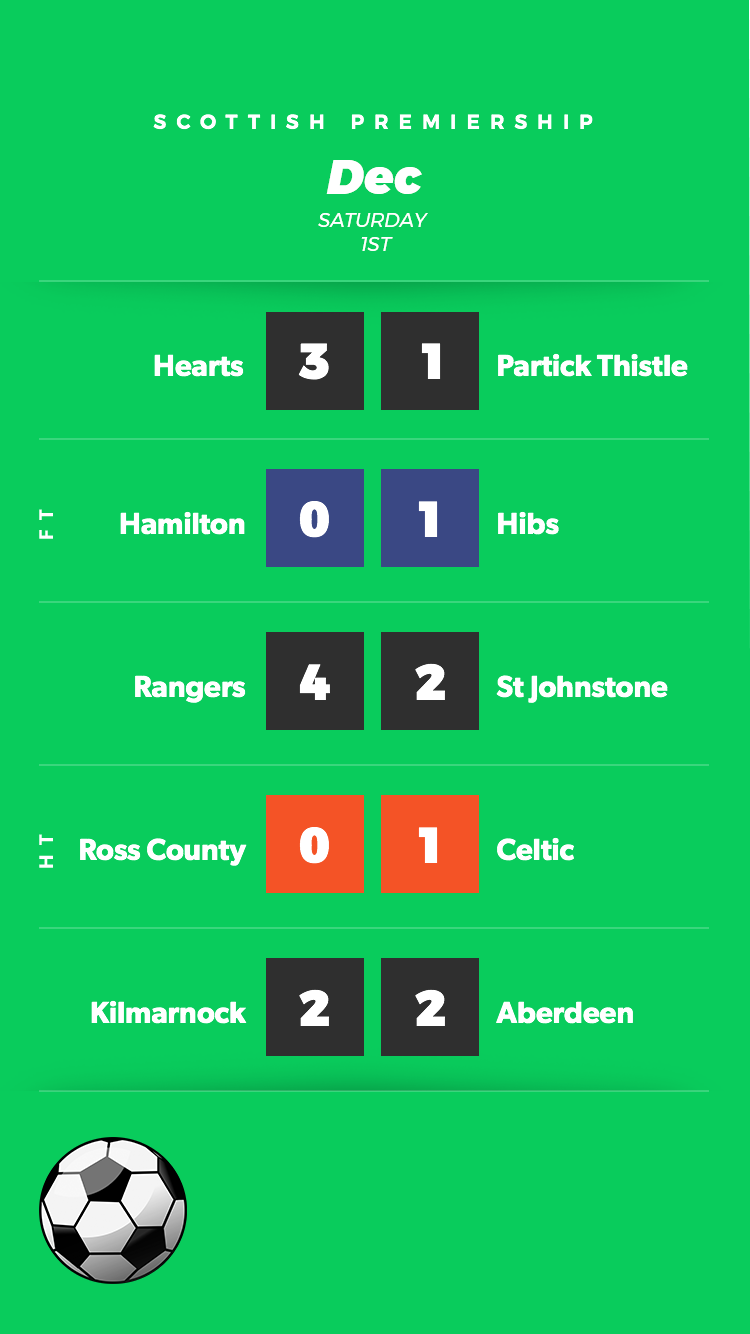 SCOTTISH PREMIERSHIP
Dec
SATURDAY
1ST
Hearts 3 1 Partick Thistle
FT Hamilton 0 1 Hibs
Rangers 4 2 St Johnstone
HT Ross County 0 1 Celtic
Kilmarnock 2 2 Aberdeen